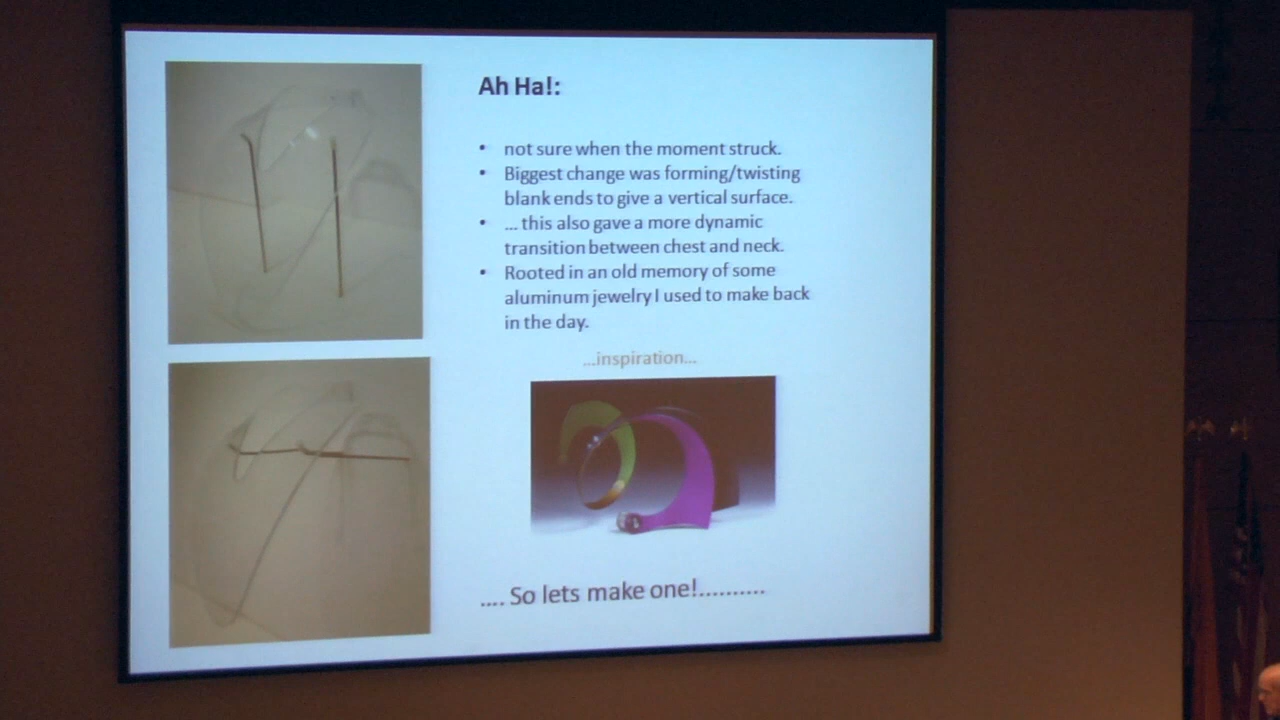 Ah Ha!:
• not sure when the moment struck.
• Biggest change was forming/twisting
blank ends to give a vertical surface.
• ... this also gave a more dynamic
transition between chest and neck.
• Rooted in an old memory of some
aluminum jewelry I used to make back
in the day.
...inspiration...
.... So lets make one!..........